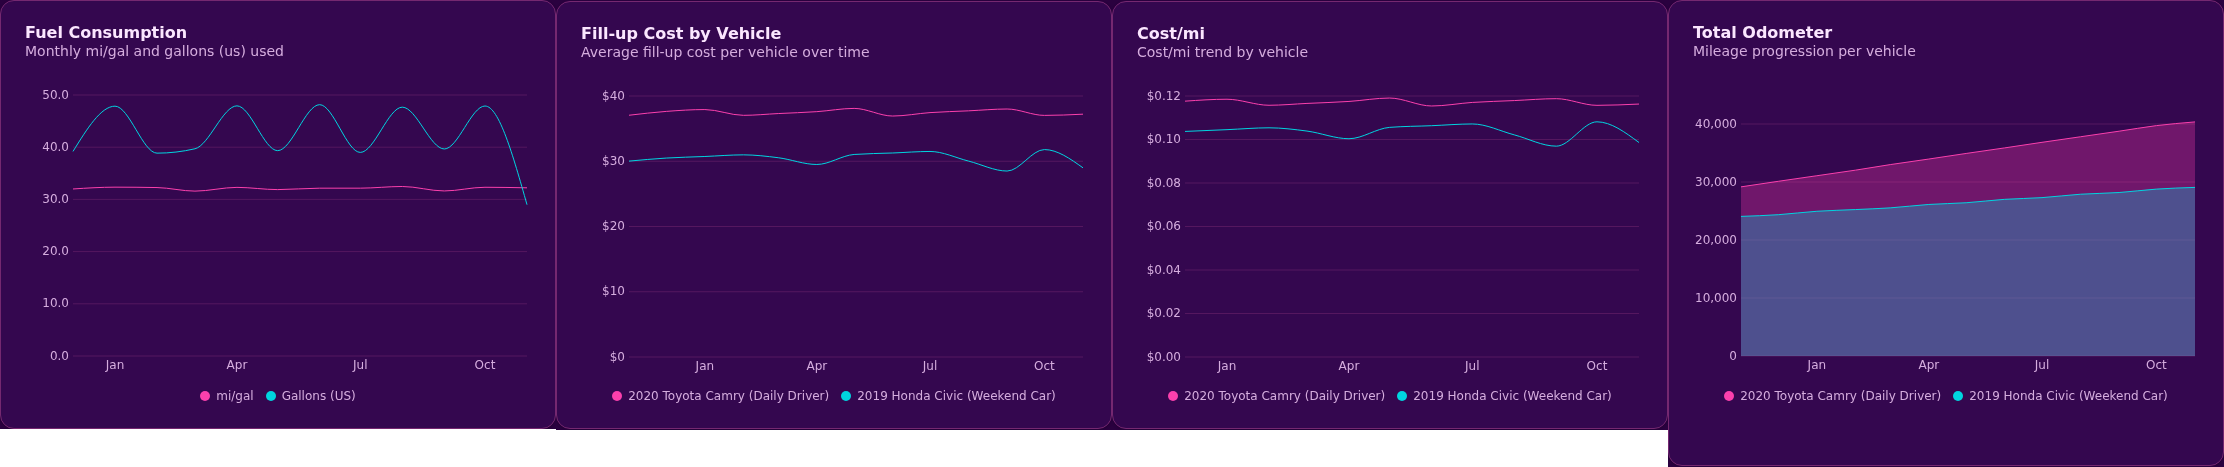 Fuel Consumption
Monthly mi/gal and gallons (us) used
50.0
40.0
30.0
20.0
10.0
0.0
Jan Apr Jul Oct
mi/gal Gallons (US)
Fill-up Cost by Vehicle
Average fill-up cost per vehicle over time
$40
$30
$20
$10
$0
Jan Apr Jul Oct
2020 Toyota Camry (Daily Driver) 2019 Honda Civic (Weekend Car)
Cost/mi
Cost/mi trend by vehicle
$0.12
$0.10
$0.08
$0.06
$0.04
$0.02
$0.00
Jan Apr Jul Oct
2020 Toyota Camry (Daily Driver) 2019 Honda Civic (Weekend Car)
Total Odometer
Mileage progression per vehicle
40,000
30,000
20,000
10,000
0
Jan Apr Jul Oct
2020 Toyota Camry (Daily Driver) 2019 Honda Civic (Weekend Car)